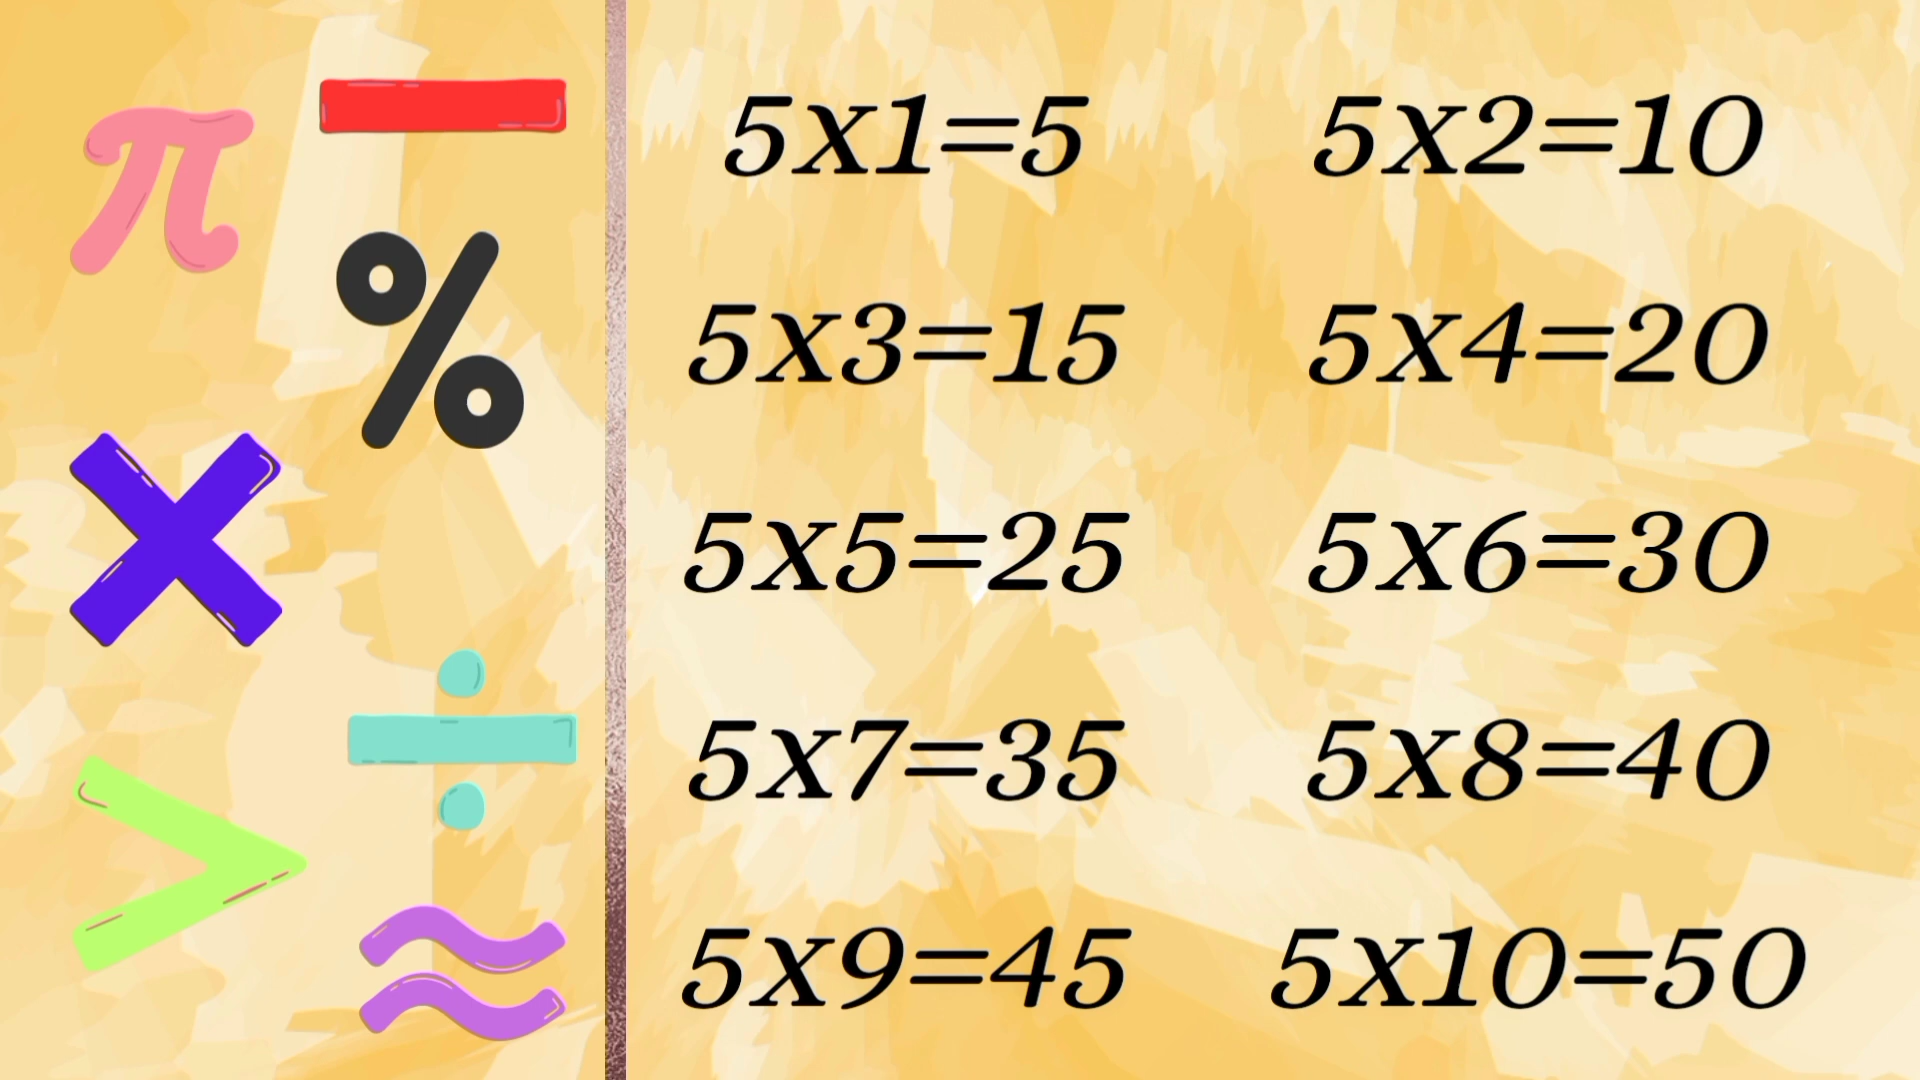 π −
%
×
÷
>
≈
5x1=5 5x2=10
5x3=15 5x4=20
5x5=25 5x6=30
5x7=35 5x8=40
5x9=45 5x10=50